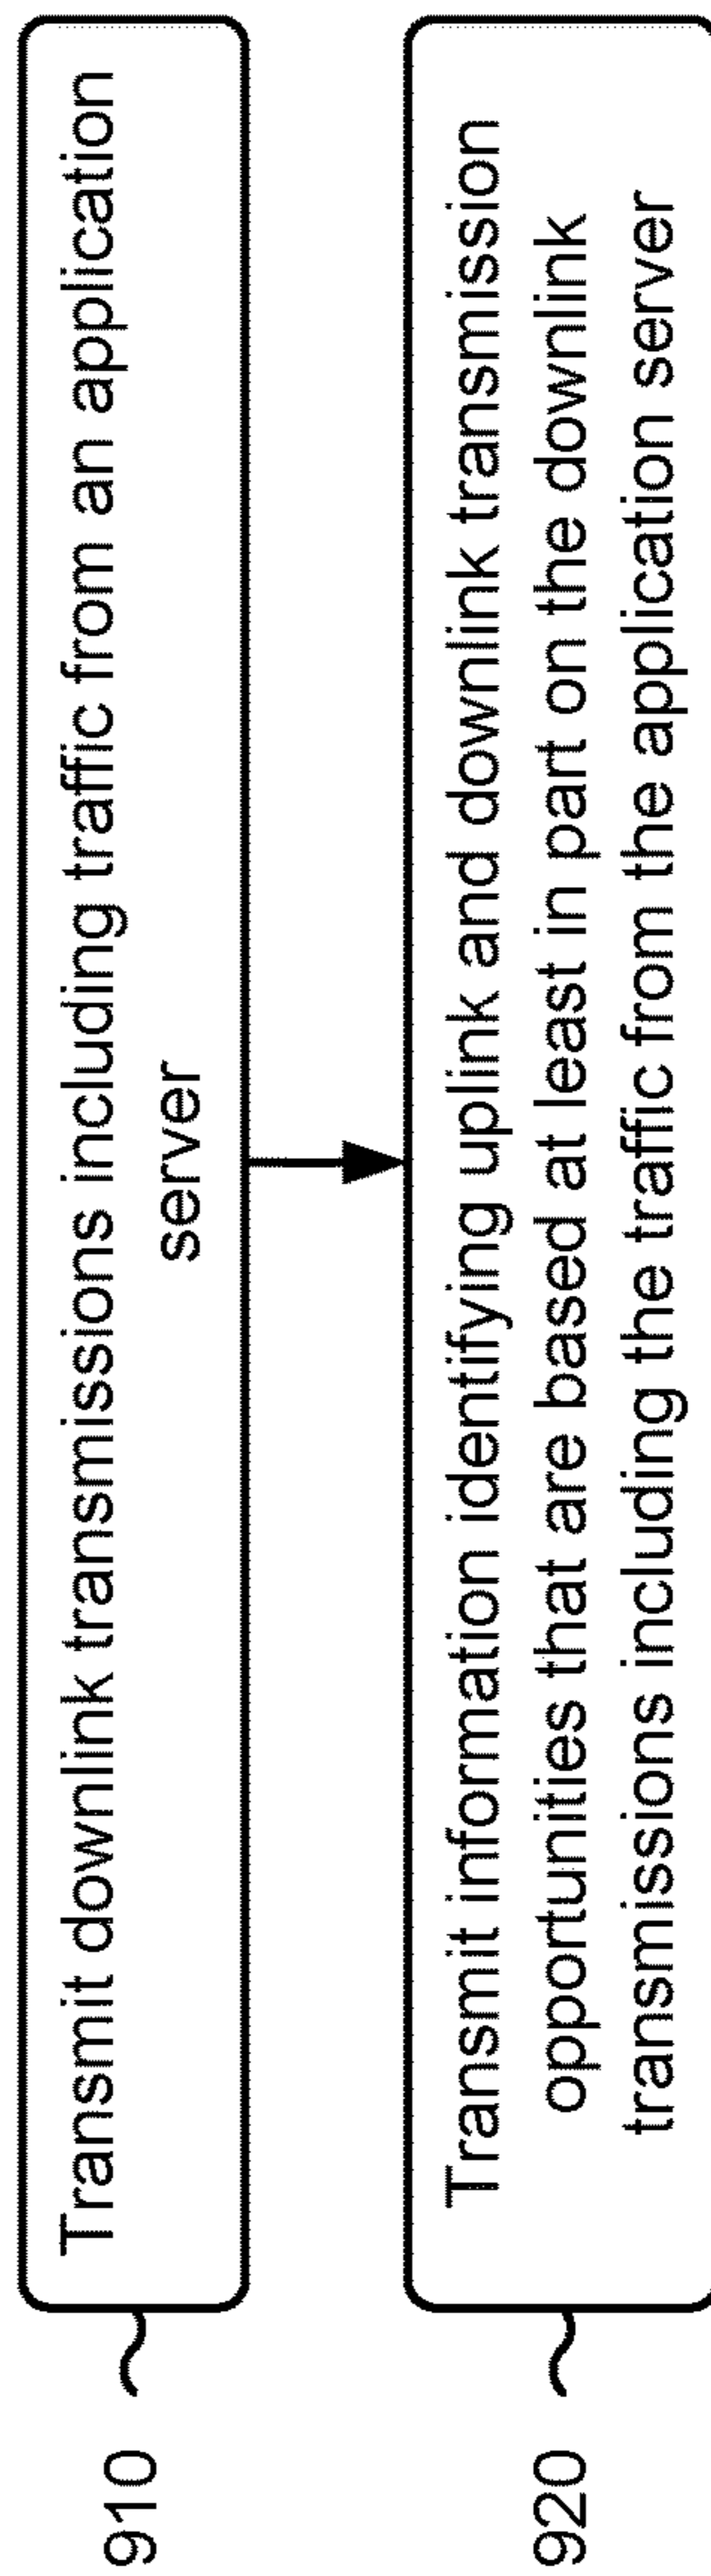 910
Transmit downlink transmissions including traffic from an application
server
920
Transmit information identifying uplink and downlink transmission
opportunities that are based at least in part on the downlink
transmissions including the traffic from the application server